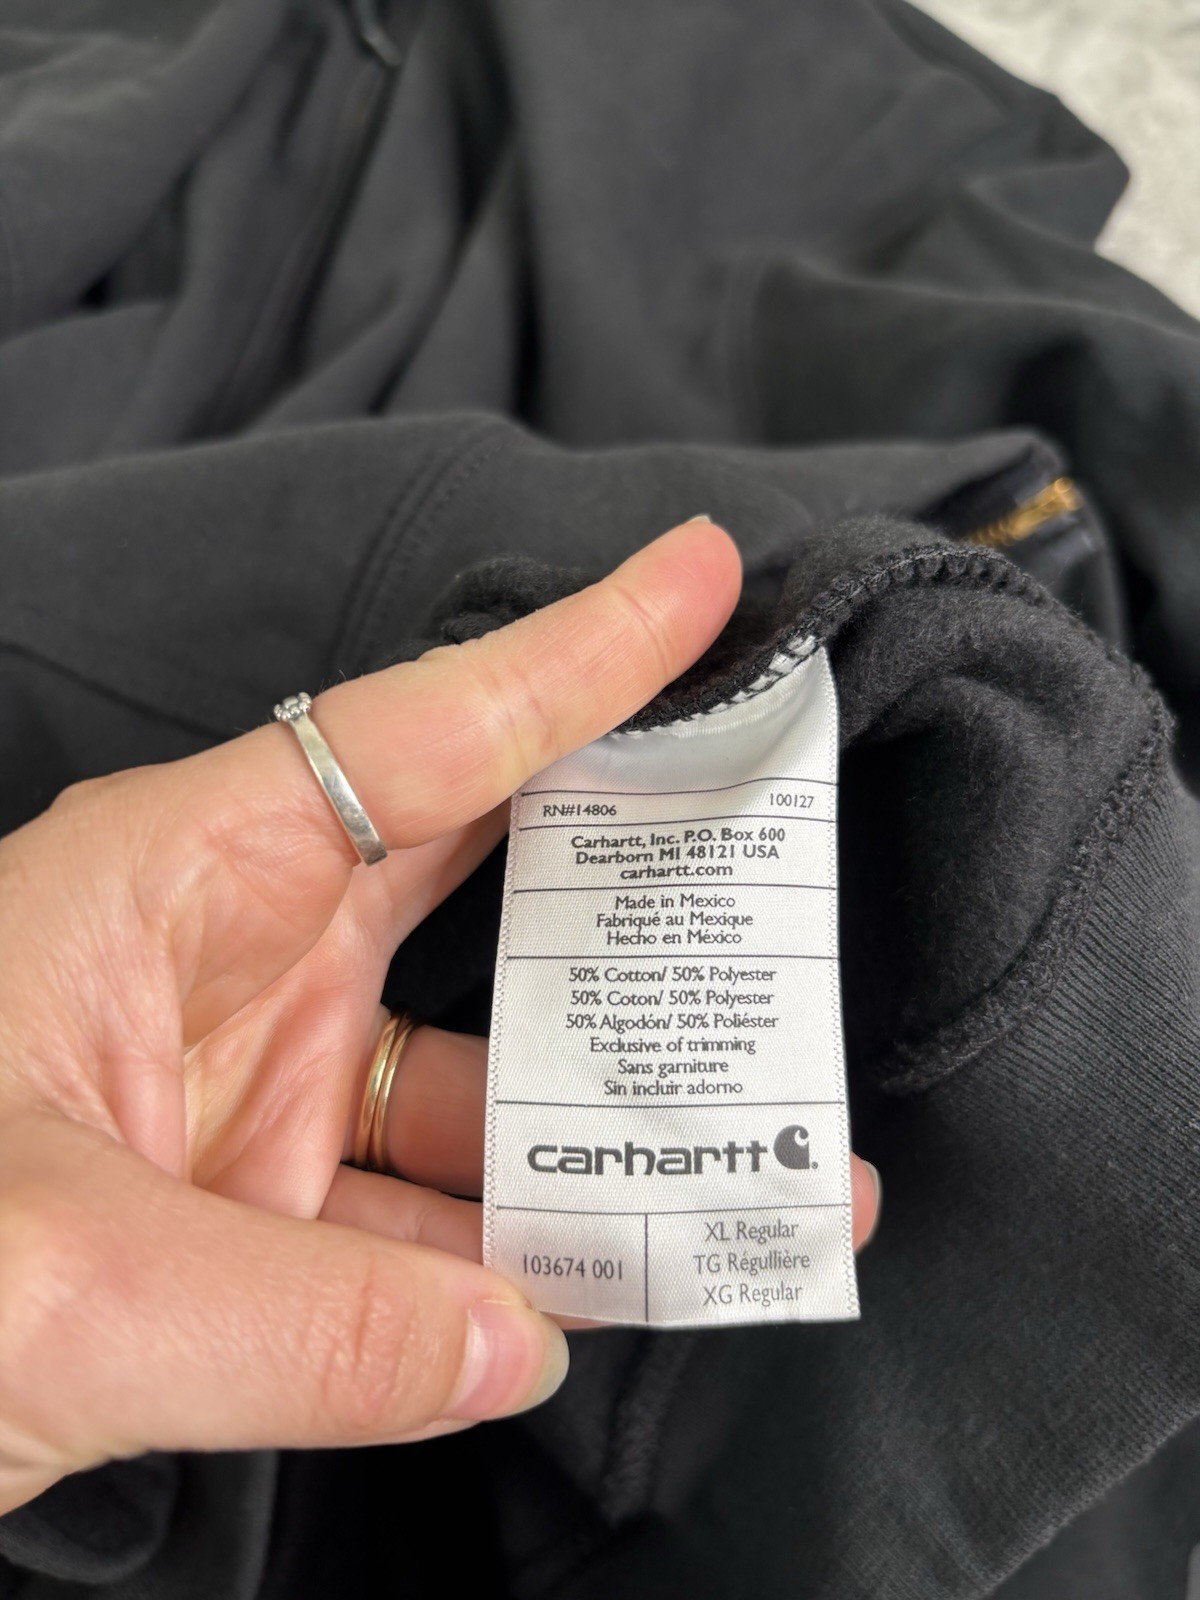 RN#14806 100127
Carhartt, Inc. P.O. Box 600
Dearborn MI 48121 USA
carhartt.com
Made in Mexico
Fabriqué au Mexique
Hecho en México
50% Cotton/ 50% Polyester
50% Coton/ 50% Polyester
50% Algodón/ 50% Poliéster
Exclusive of trimming
Sans garniture
Sin incluir adorno
carhartt
103674 001
XL Regular
TG Régullière
XG Regular